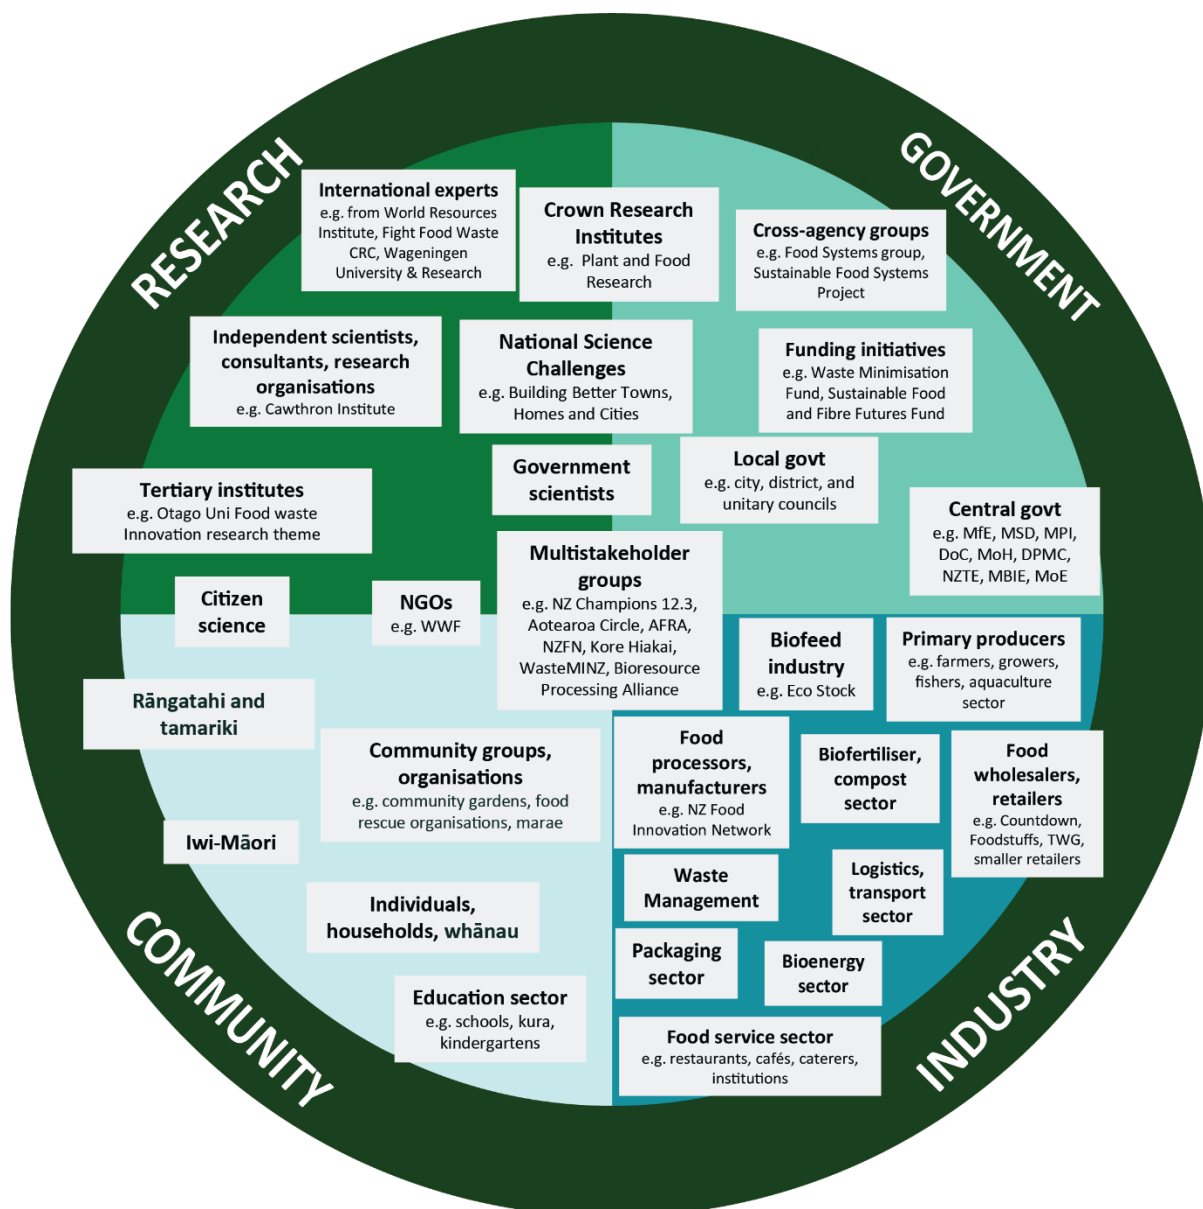 RESEARCH
GOVERNMENT
International experts
e.g. from World Resources
Institute, Fight Food Waste
CRC, Wageningen
University & Research
Crown Research
Institutes
e.g. Plant and Food
Research
Cross-agency groups
e.g. Food Systems group,
Sustainable Food Systems
Project
Independent scientists,
consultants, research
organisations
e.g. Cawthron Institute
National Science
Challenges
e.g. Building Better Towns,
Homes and Cities
Funding initiatives
e.g. Waste Minimisation
Fund, Sustainable Food
and Fibre Futures Fund
Government
scientists
Local govt
e.g. city, district, and
unitary councils
Tertiary institutes
e.g. Otago Uni Food waste
Innovation research theme
Central govt
e.g. MfE, MSD, MPI,
DoC, MoH, DPMC,
NZTE, MBIE, MoE
Multistakeholder
groups
e.g. NZ Champions 12.3,
Aotearoa Circle, AFRA,
NZFN, Kore Hiakai,
WasteMINZ, Bioresource
Processing Alliance
Citizen
science
NGOs
e.g. WWF
Biofeed
industry
e.g. Eco Stock
Primary producers
e.g. farmers, growers,
fishers, aquaculture
sector
Rāngatahi and
tamariki
Community groups,
organisations
e.g. community gardens, food
rescue organisations, marae
Food
processors,
manufacturers
e.g. NZ Food
Innovation Network
Biofertiliser,
compost
sector
Food
wholesalers,
retailers
e.g. Countdown,
Foodstuffs, TWG,
smaller retailers
Iwi-Māori
Waste
Management
Logistics,
transport
sector
Individuals,
households, whānau
Packaging
sector
Bioenergy
sector
Education sector
e.g. schools, kura,
kindergartens
Food service sector
e.g. restaurants, cafés, caterers,
institutions
COMMUNITY
INDUSTRY